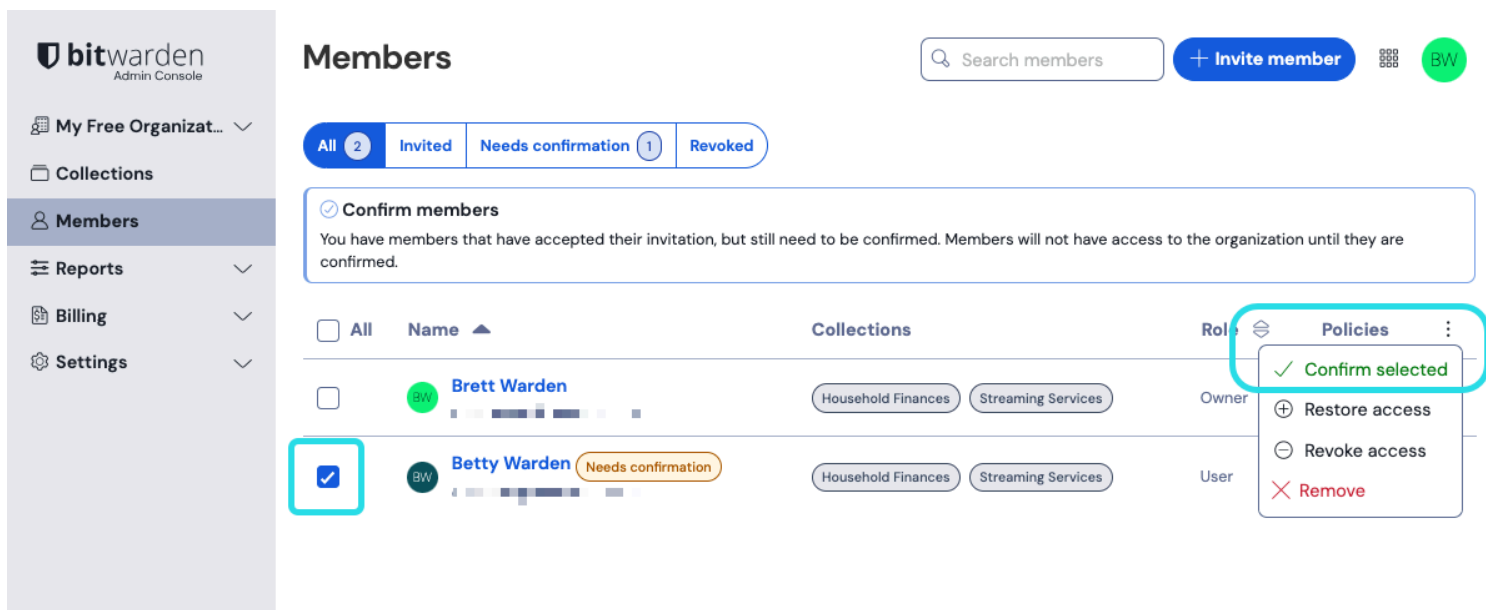 bitwarden
Admin Console
My Free Organizat...
Collections
Members
Reports
Billing
Settings
Members
Search members
Invite member
BW
All 2
Invited
Needs confirmation 1
Revoked
Confirm members
You have members that have accepted their invitation, but still need to be confirmed. Members will not have access to the organization until they are
confirmed.
All Name Collections Role Policies
BW Brett Warden Household Finances Streaming Services Owner
BW Betty Warden Needs confirmation Household Finances Streaming Services User
Confirm selected
Restore access
Revoke access
Remove